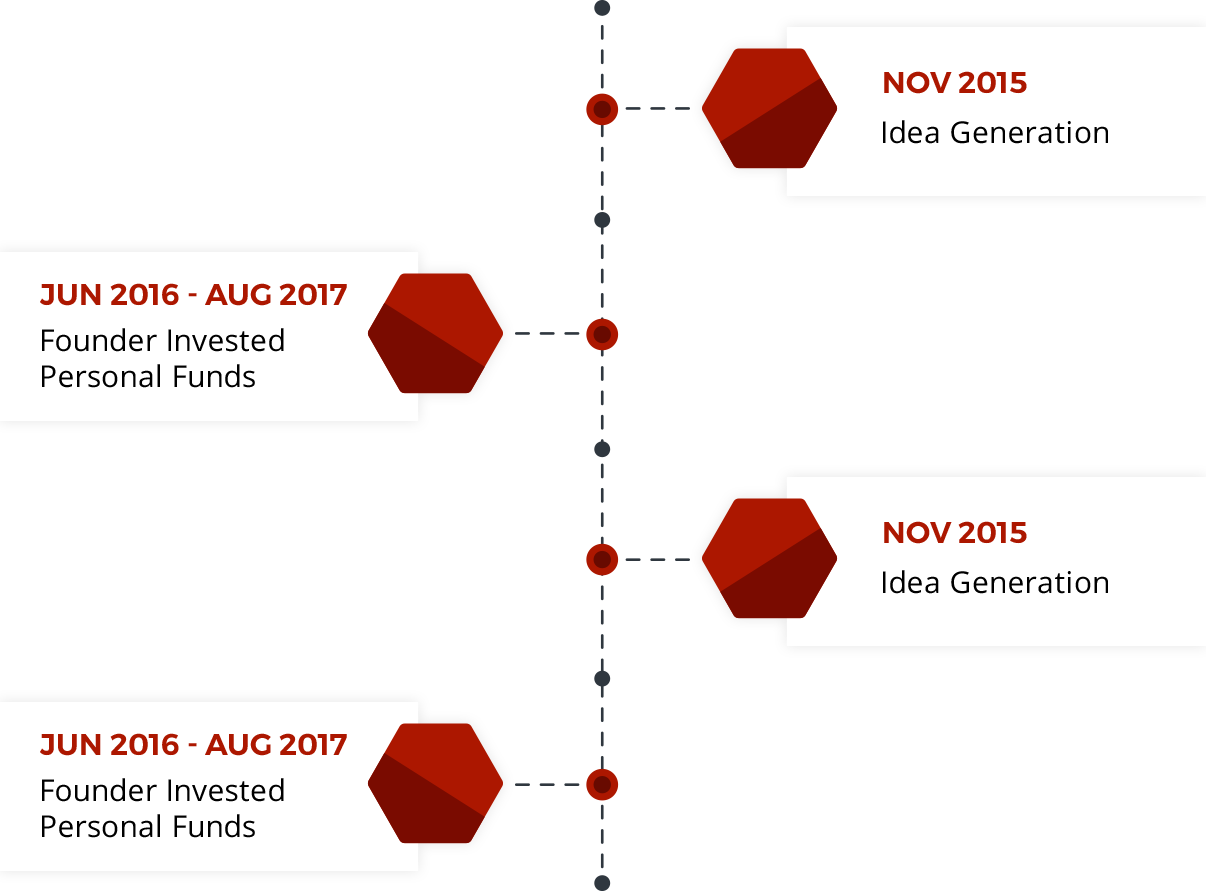 NOV 2015
Idea Generation
JUN 2016 - AUG 2017
Founder Invested
Personal Funds
NOV 2015
Idea Generation
JUN 2016 - AUG 2017
Founder Invested
Personal Funds